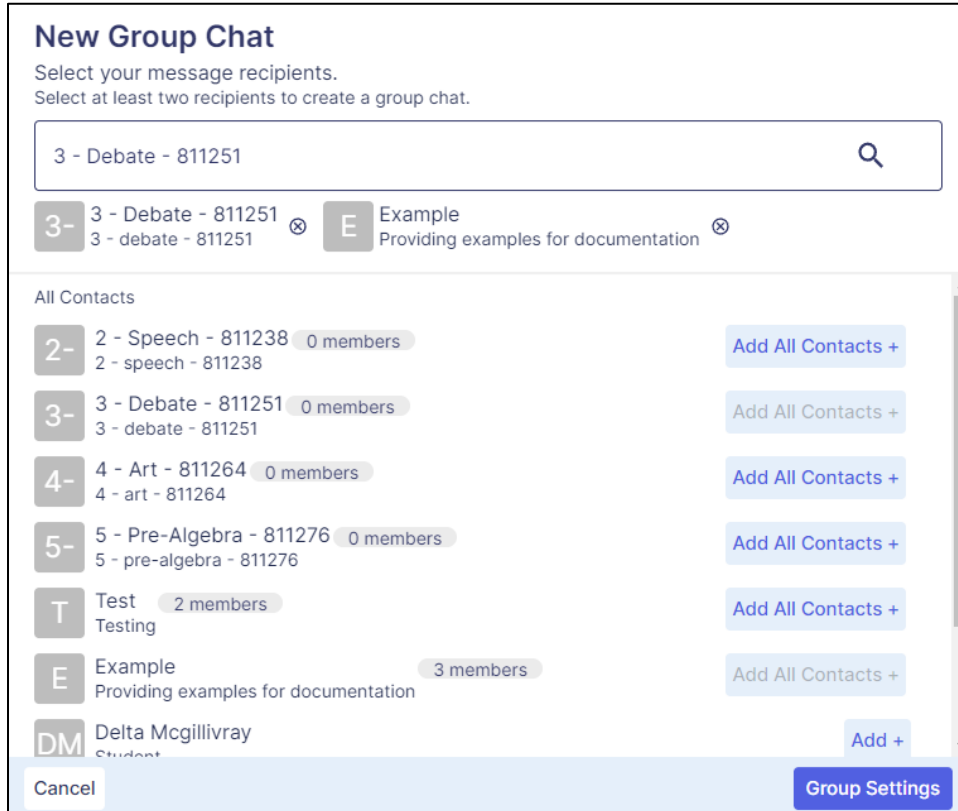 New Group Chat
Select your message recipients.
Select at least two recipients to create a group chat.
3 - Debate - 811251
3- 3 - Debate - 811251 E Example
3 - debate - 811251 Providing examples for documentation
All Contacts
2- 2 - Speech - 811238 0 members Add All Contacts +
2 - speech - 811238
3- 3 - Debate - 811251 0 members Add All Contacts +
3 - debate - 811251
4- 4 - Art - 811264 0 members Add All Contacts +
4 - art - 811264
5- 5 - Pre-Algebra - 811276 0 members Add All Contacts +
5 - pre-algebra - 811276
T Test 2 members Add All Contacts +
Testing
E Example 3 members Add All Contacts +
Providing examples for documentation
DM Delta Mcgillivray Add +
Student
Cancel Group Settings